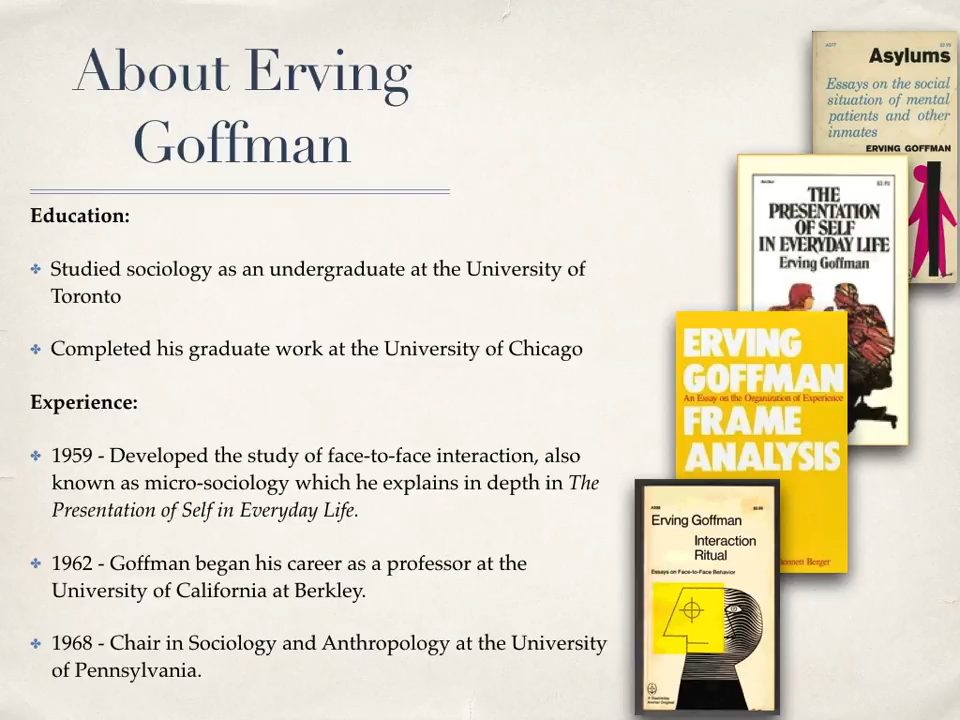 About Erving
Goffman
Education:
Studied sociology as an undergraduate at the University of
Toronto
Completed his graduate work at the University of Chicago
Experience:
1959 - Developed the study of face-to-face interaction, also
known as micro-sociology which he explains in depth in The
Presentation of Self in Everyday Life.
1962 - Goffman began his career as a professor at the
University of California at Berkley.
1968 - Chair in Sociology and Anthropology at the University
of Pennsylvania.
Asylums
Essays on the social
situation of mental
patients and other
inmates
ERVING GOFFMAN
THE
PRESENTATION
OF SELF
IN EVERYDAY LIFE
Erving Goffman
ERVING
GOFFMAN
An Essay on the Organization of Experience
FRAME
ANALYSIS
Bennett Berger
Erving Goffman
Interaction
Ritual
Essays on Face-to-Face Behavior